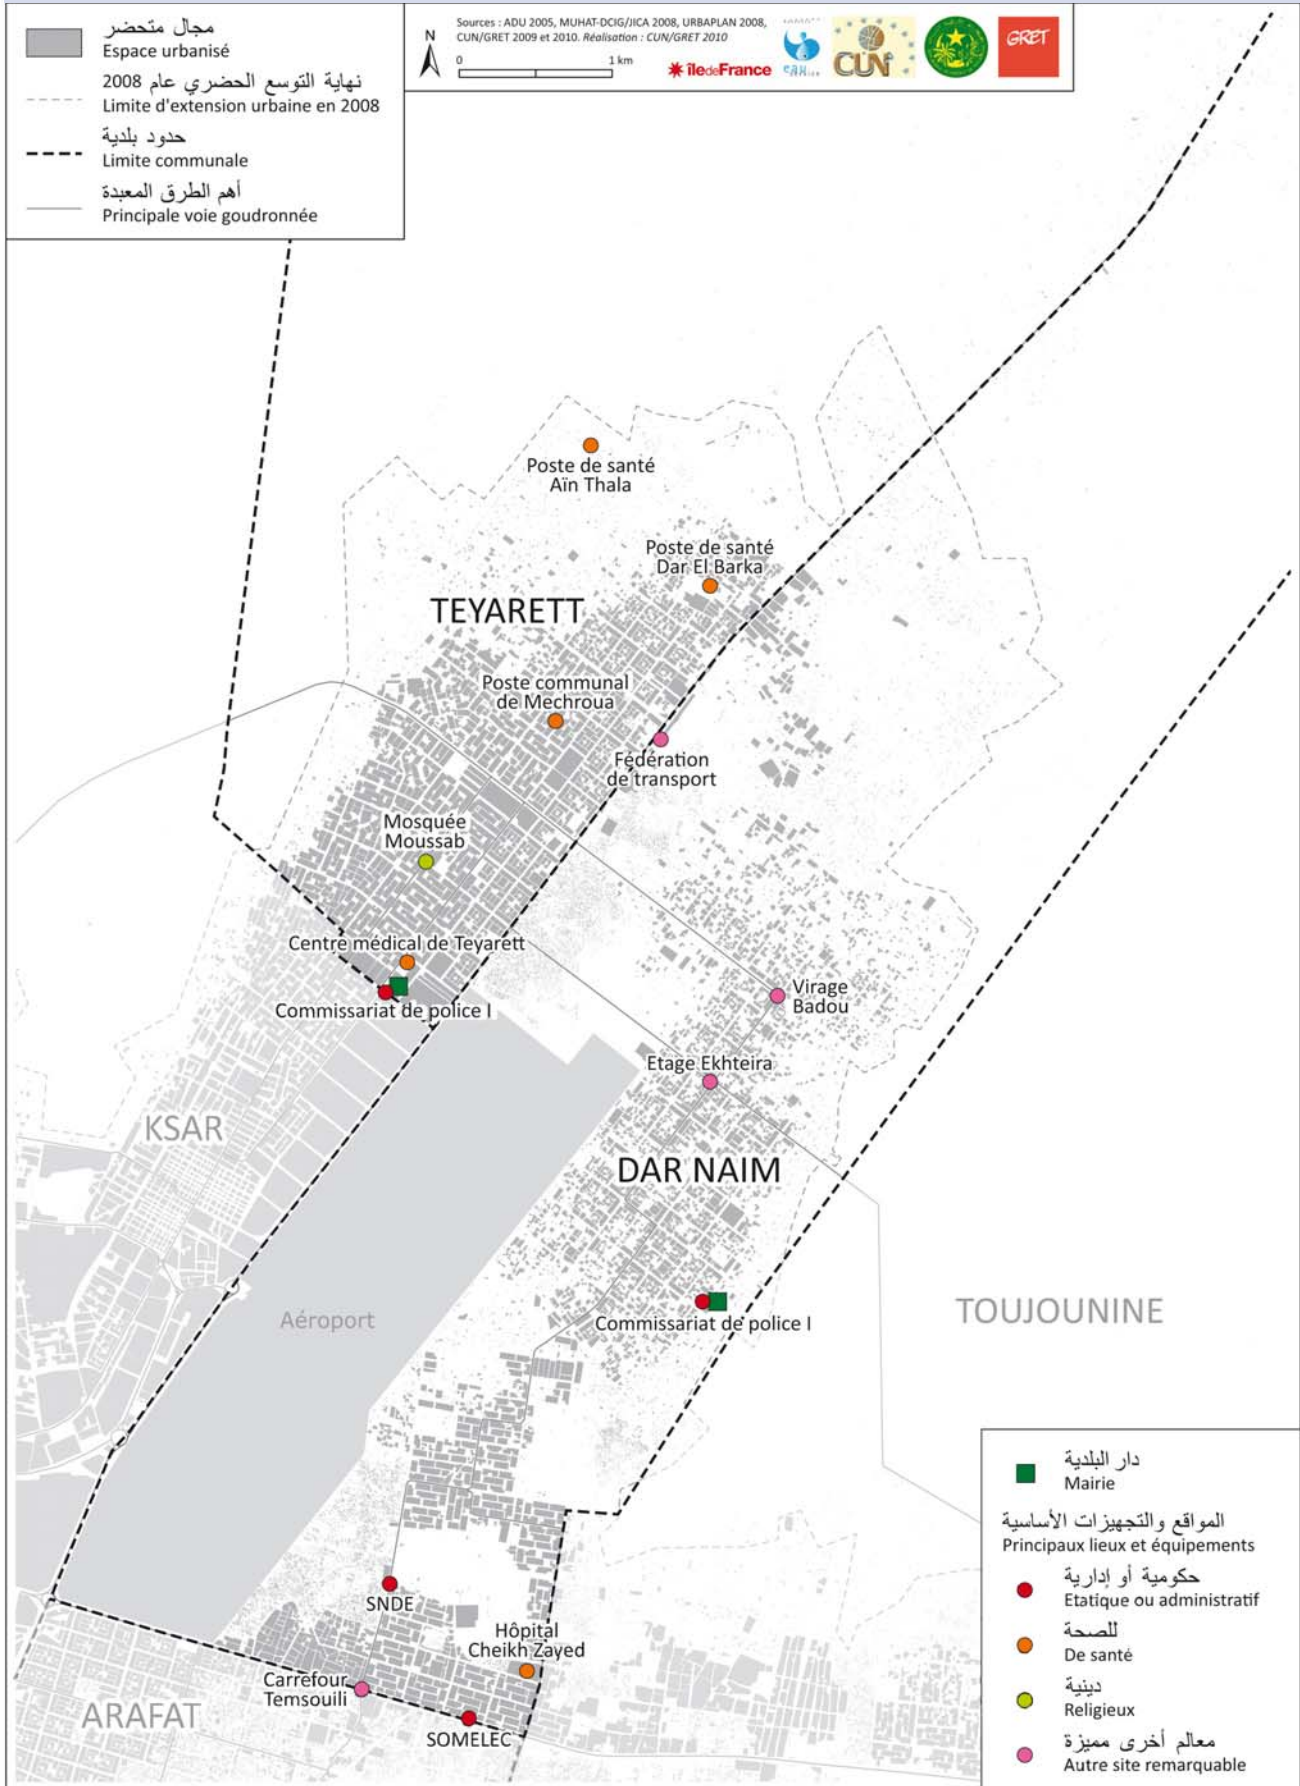 مجال متحضر
Espace urbanisé
نهاية التوسع الحضري عام 2008
Limite d'extension urbaine en 2008
حدود بلدية
Limite communale
أهم الطرق المعبدة
Principale voie goudronnée
N
Sources : ADU 2005, MUHAT-DCIG/JICA 2008, URBAPLAN 2008,
CUN/GRET 2009 et 2010. Réalisation : CUN/GRET 2010
0 1 km
îledeFrance
eau
CUN
GRET
Poste de santé
Aïn Thala
Poste de santé
Dar El Barka
TEYARETT
Poste communal
de Mechroua
Fédération
de transport
Mosquée
Moussab
Centre médical de Teyarett
Commissariat de police I
Virage
Badou
Etage Ekhteira
KSAR
DAR NAIM
Aéroport
Commissariat de police I
TOUJOUNINE
SNDE
Hôpital
Cheikh Zayed
Carrefour
Temsouili
ARAFAT
SOMELEC
دار البلدية
Mairie
المواقع والتجهيزات الأساسية
Principaux lieux et équipements
حكومية أو إدارية
Etatique ou administratif
للصحة
De santé
دينية
Religieux
معالم أخرى مميزة
Autre site remarquable